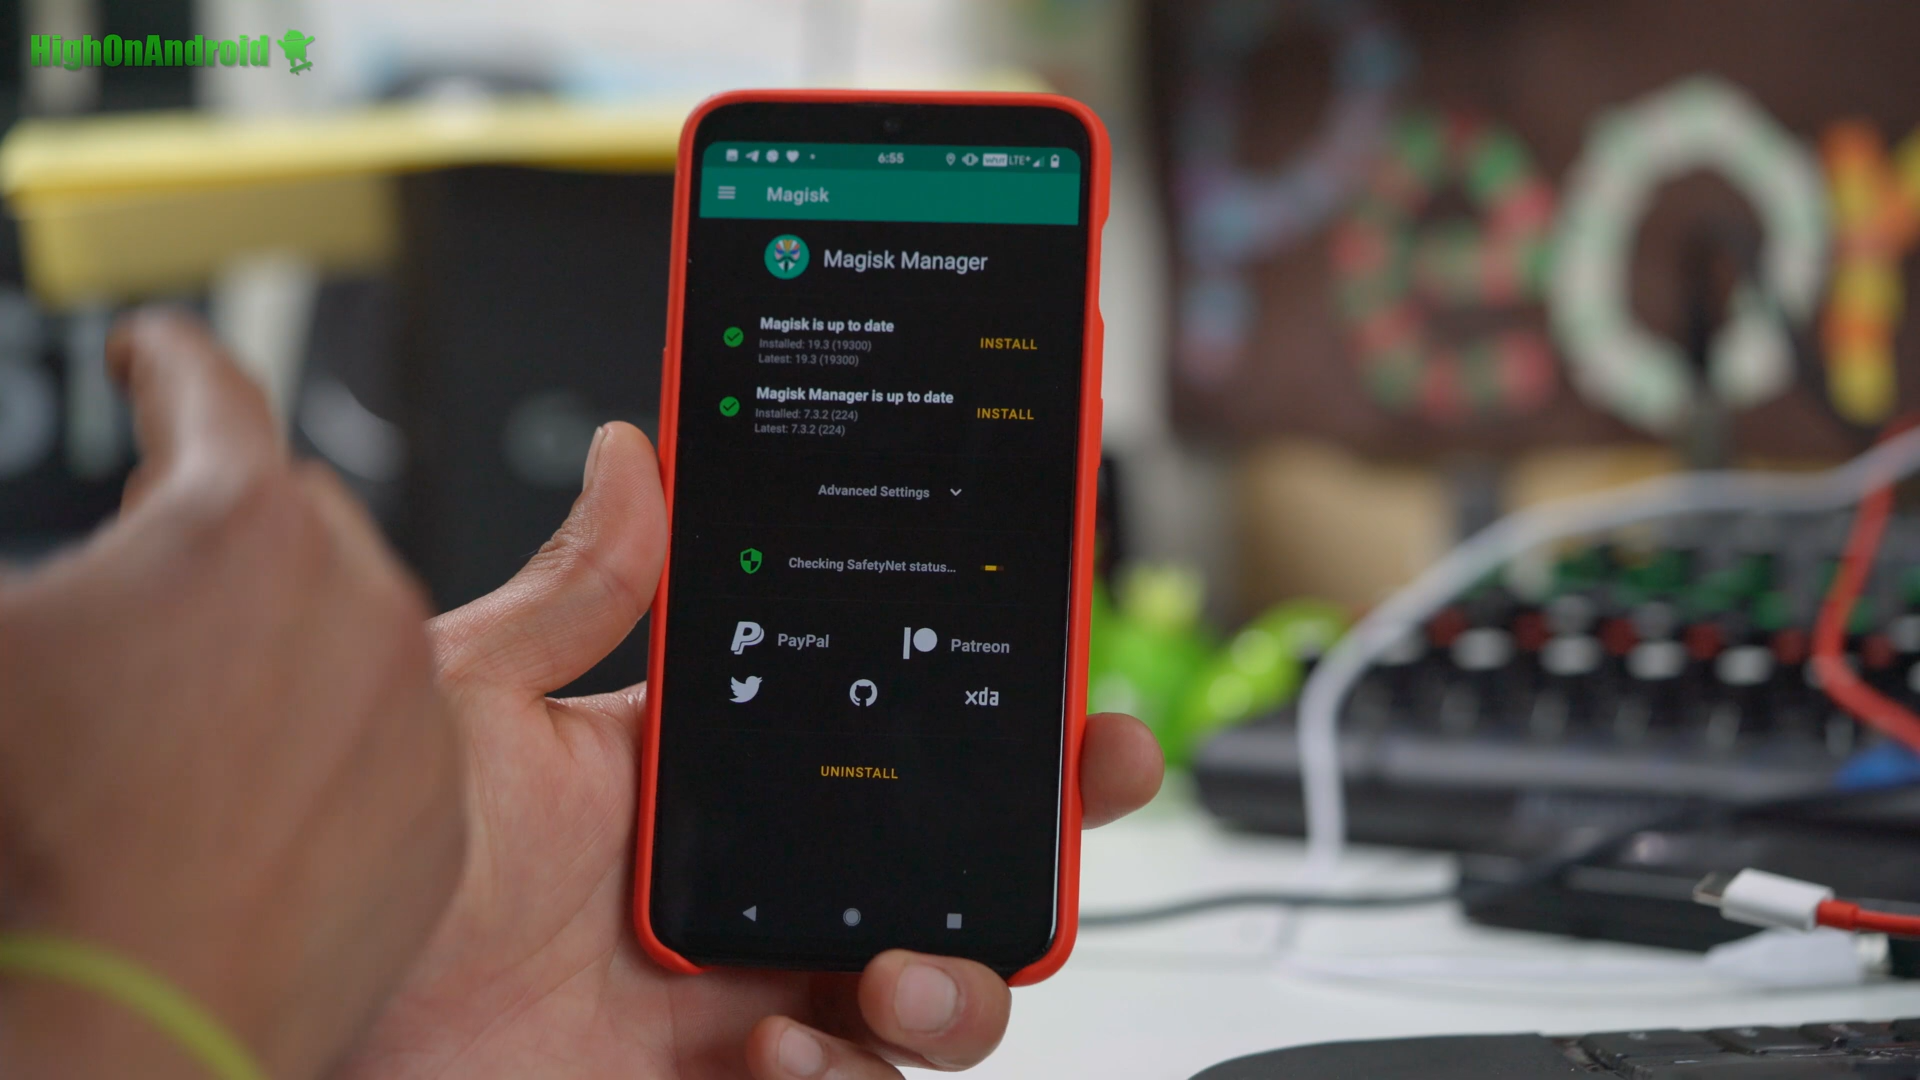 HighOnAndroid
6:55
LTE+
Magisk
Magisk Manager
Magisk is up to date
Installed: 19.3 (19300)
Latest: 19.3 (19300)
INSTALL
Magisk Manager is up to date
Installed: 7.3.2 (224)
Latest: 7.3.2 (224)
INSTALL
Advanced Settings
Checking SafetyNet status...
PayPal
Patreon
xda
UNINSTALL